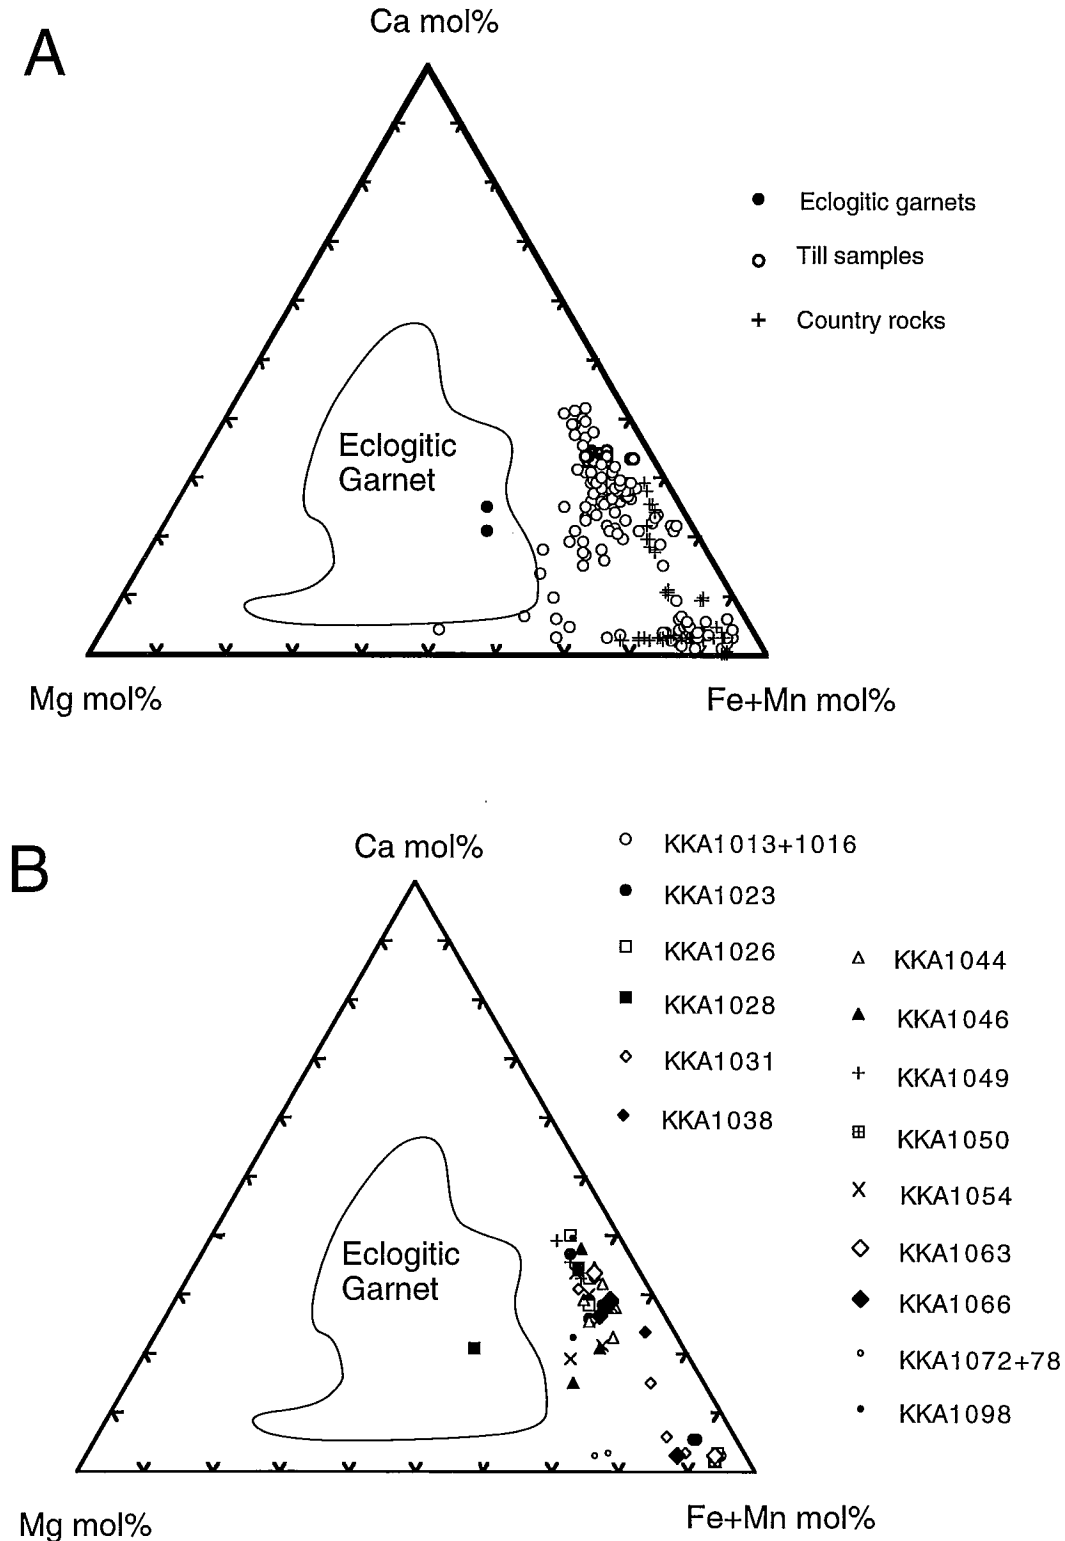 A
Ca mol%
Eclogitic garnets
Till samples
Country rocks
Eclogitic
Garnet
Mg mol%
Fe+Mn mol%
B
Ca mol%
KKA1013+1016
KKA1023
KKA1026
KKA1028
KKA1031
KKA1038
KKA1044
KKA1046
KKA1049
KKA1050
KKA1054
KKA1063
KKA1066
KKA1072+78
KKA1098
Eclogitic
Garnet
Mg mol%
Fe+Mn mol%